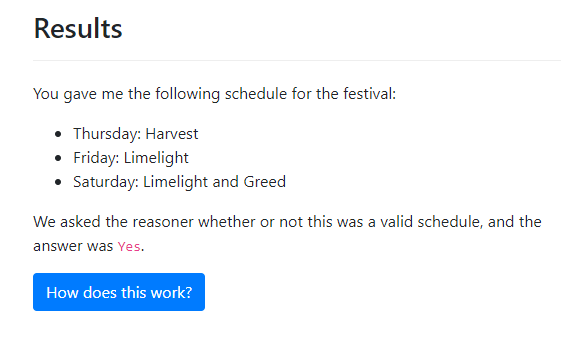 Results
You gave me the following schedule for the festival:
• Thursday: Harvest
• Friday: Limelight
• Saturday: Limelight and Greed
We asked the reasoner whether or not this was a valid schedule, and the
answer was Yes.
How does this work?